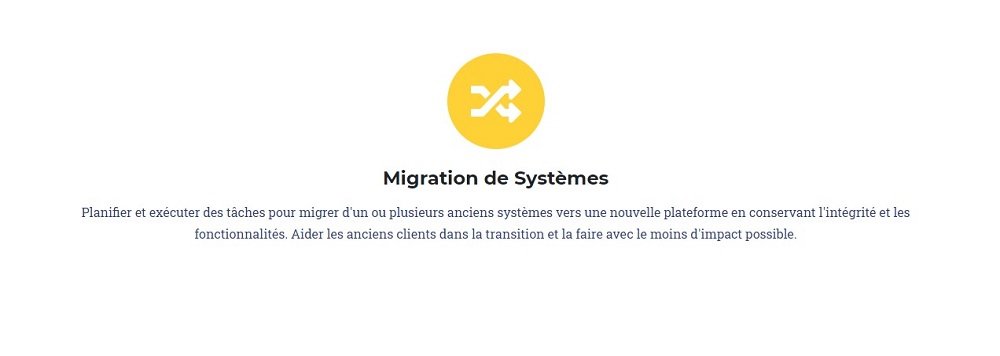 Migration de Systèmes
Planifier et exécuter des tâches pour migrer d'un ou plusieurs anciens systèmes vers une nouvelle plateforme en conservant l'intégrité et les
fonctionnalités. Aider les anciens clients dans la transition et la faire avec le moins d'impact possible.